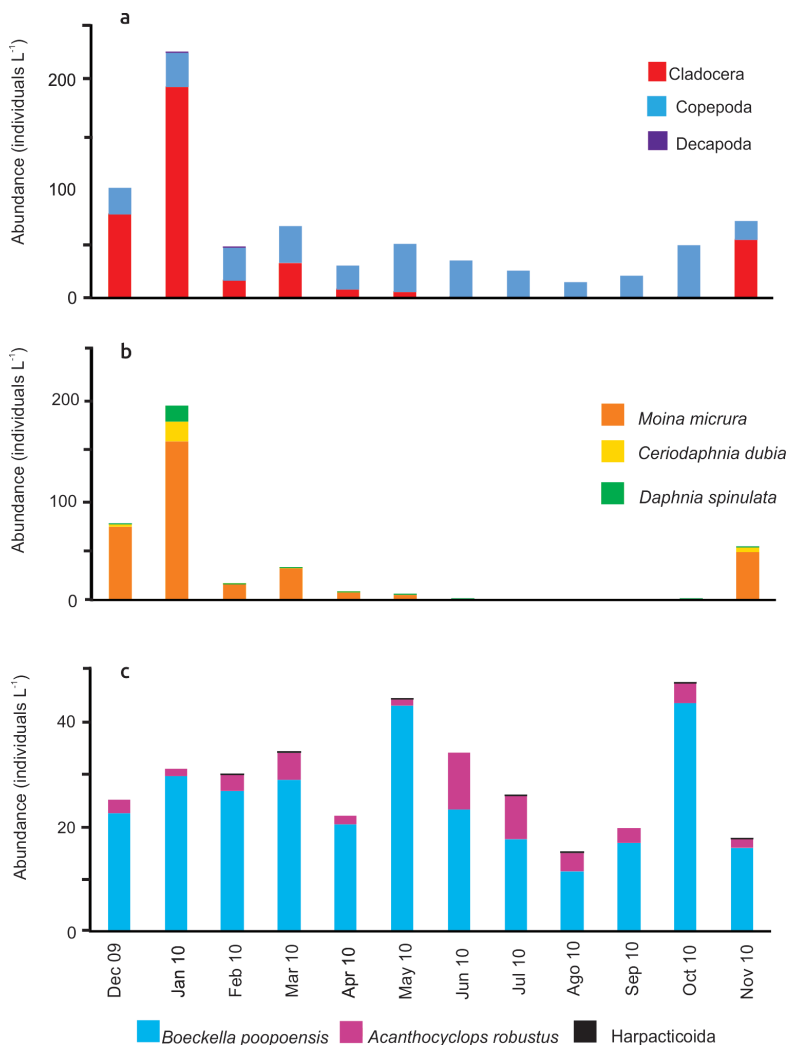 a
Abundance (individuals L⁻¹)
200
100
0
Cladocera
Copepoda
Decapoda
b
Abundance (individuals L⁻¹)
200
100
0
Moina micrura
Ceriodaphnia dubia
Daphnia spinulata
c
Abundance (individuals L⁻¹)
40
20
0
Dec 09
Jan 10
Feb 10
Mar 10
Apr 10
May 10
Jun 10
Jul 10
Ago 10
Sep 10
Oct 10
Nov 10
Boeckella poopoensis
Acanthocyclops robustus
Harpacticoida